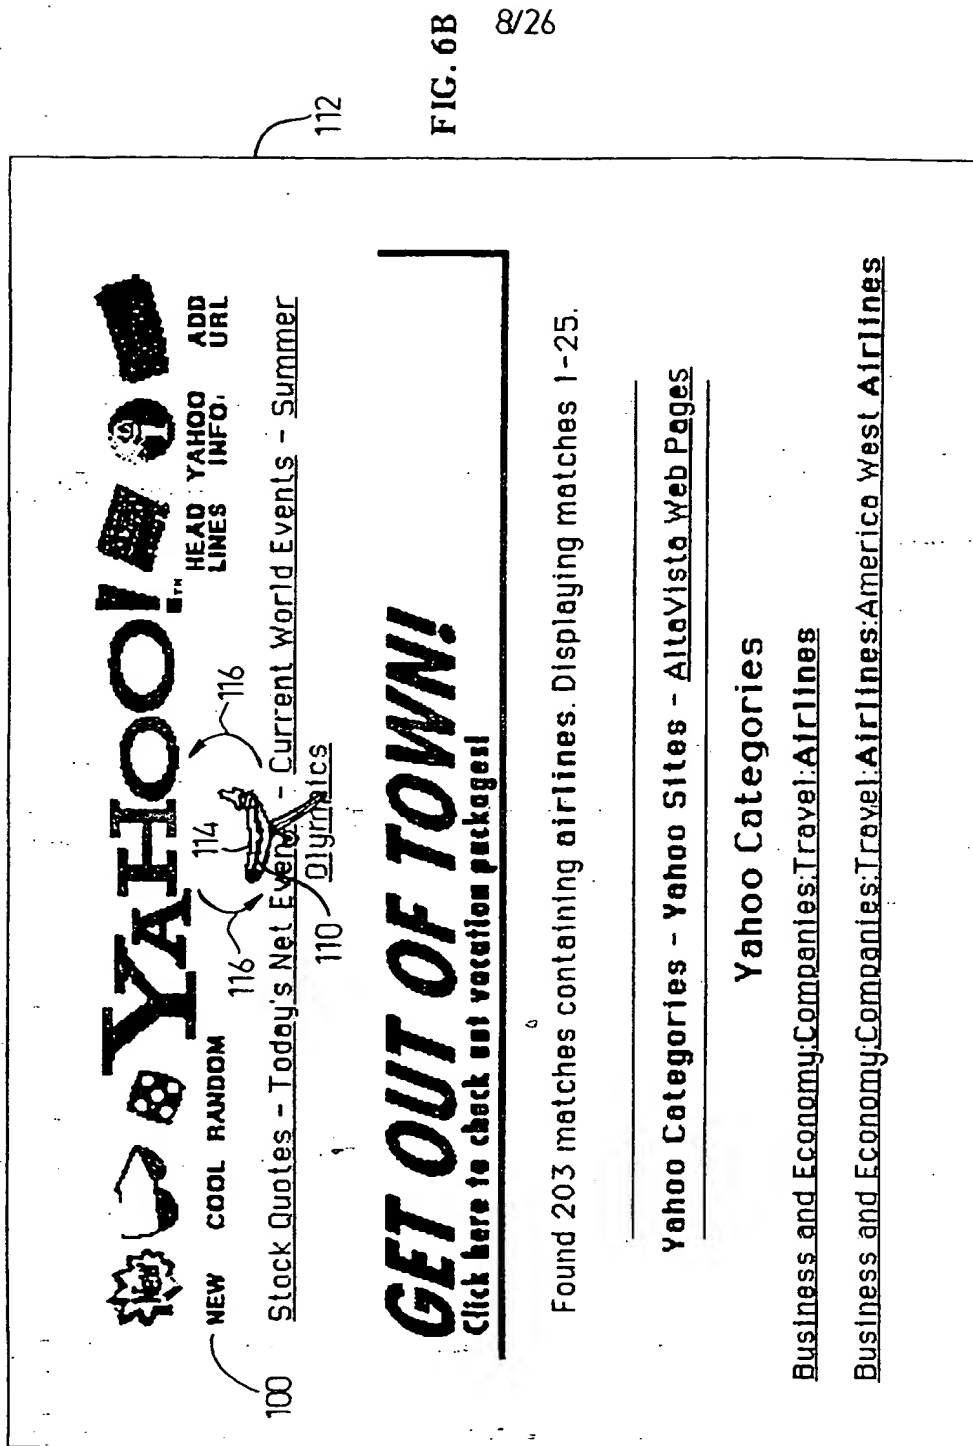 8/26
FIG. 6B
112
YAHOO!™
NEW COOL RANDOM HEAD LINES YAHOO INFO. ADD URL
100
116
114
116
Stock Quotes - Today's Net Events - Current World Events - Summer
Olympics
110
GET OUT OF TOWN!
Click here to check out vacation packages!
Found 203 matches containing airlines. Displaying matches 1-25.
Yahoo Categories - Yahoo Sites - AltaVista Web Pages
Yahoo Categories
Business and Economy:Companies:Travel:Airlines
Business and Economy:Companies:Travel:Airlines:America West Airlines